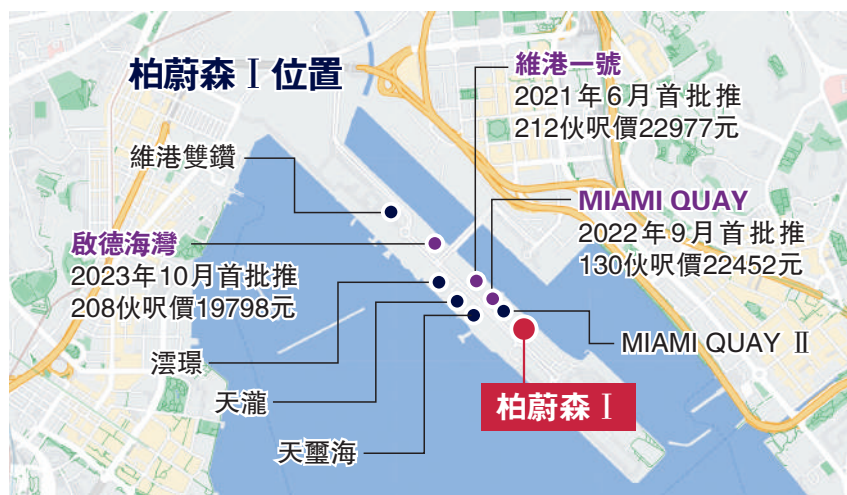 柏蔚森 I 位置
維港一號
2021年6月首批推
212伙呎價22977元
維港雙鑽
MIAMI QUAY
2022年9月首批推
130伙呎價22452元
啟德海灣
2023年10月首批推
208伙呎價19798元
MIAMI QUAY II
澐璟
柏蔚森 I
天瀧
天璽海